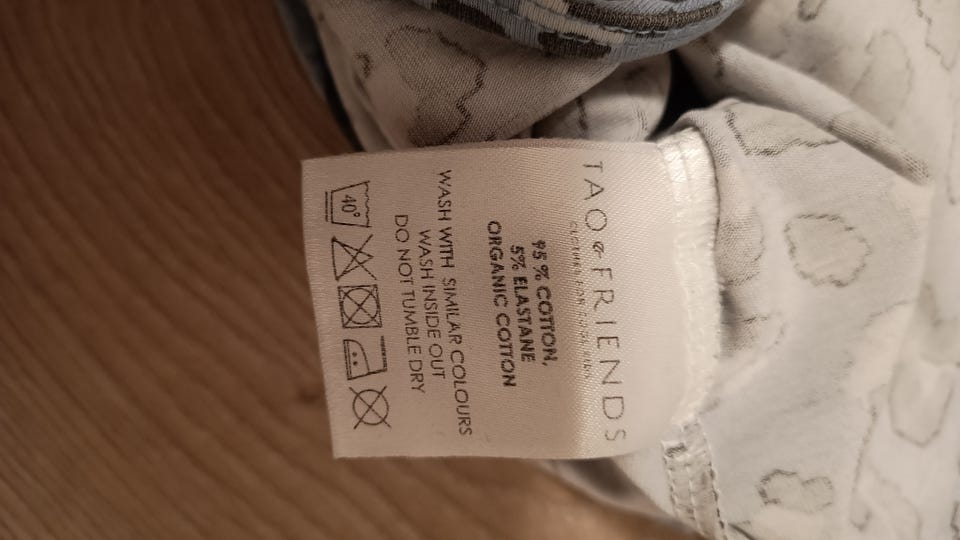 TAO & FRIENDS
95 % COTTON,
5% ELASTANE
ORGANIC COTTON
WASH WITH SIMILAR COLOURS
WASH INSIDE OUT
DO NOT TUMBLE DRY
40°